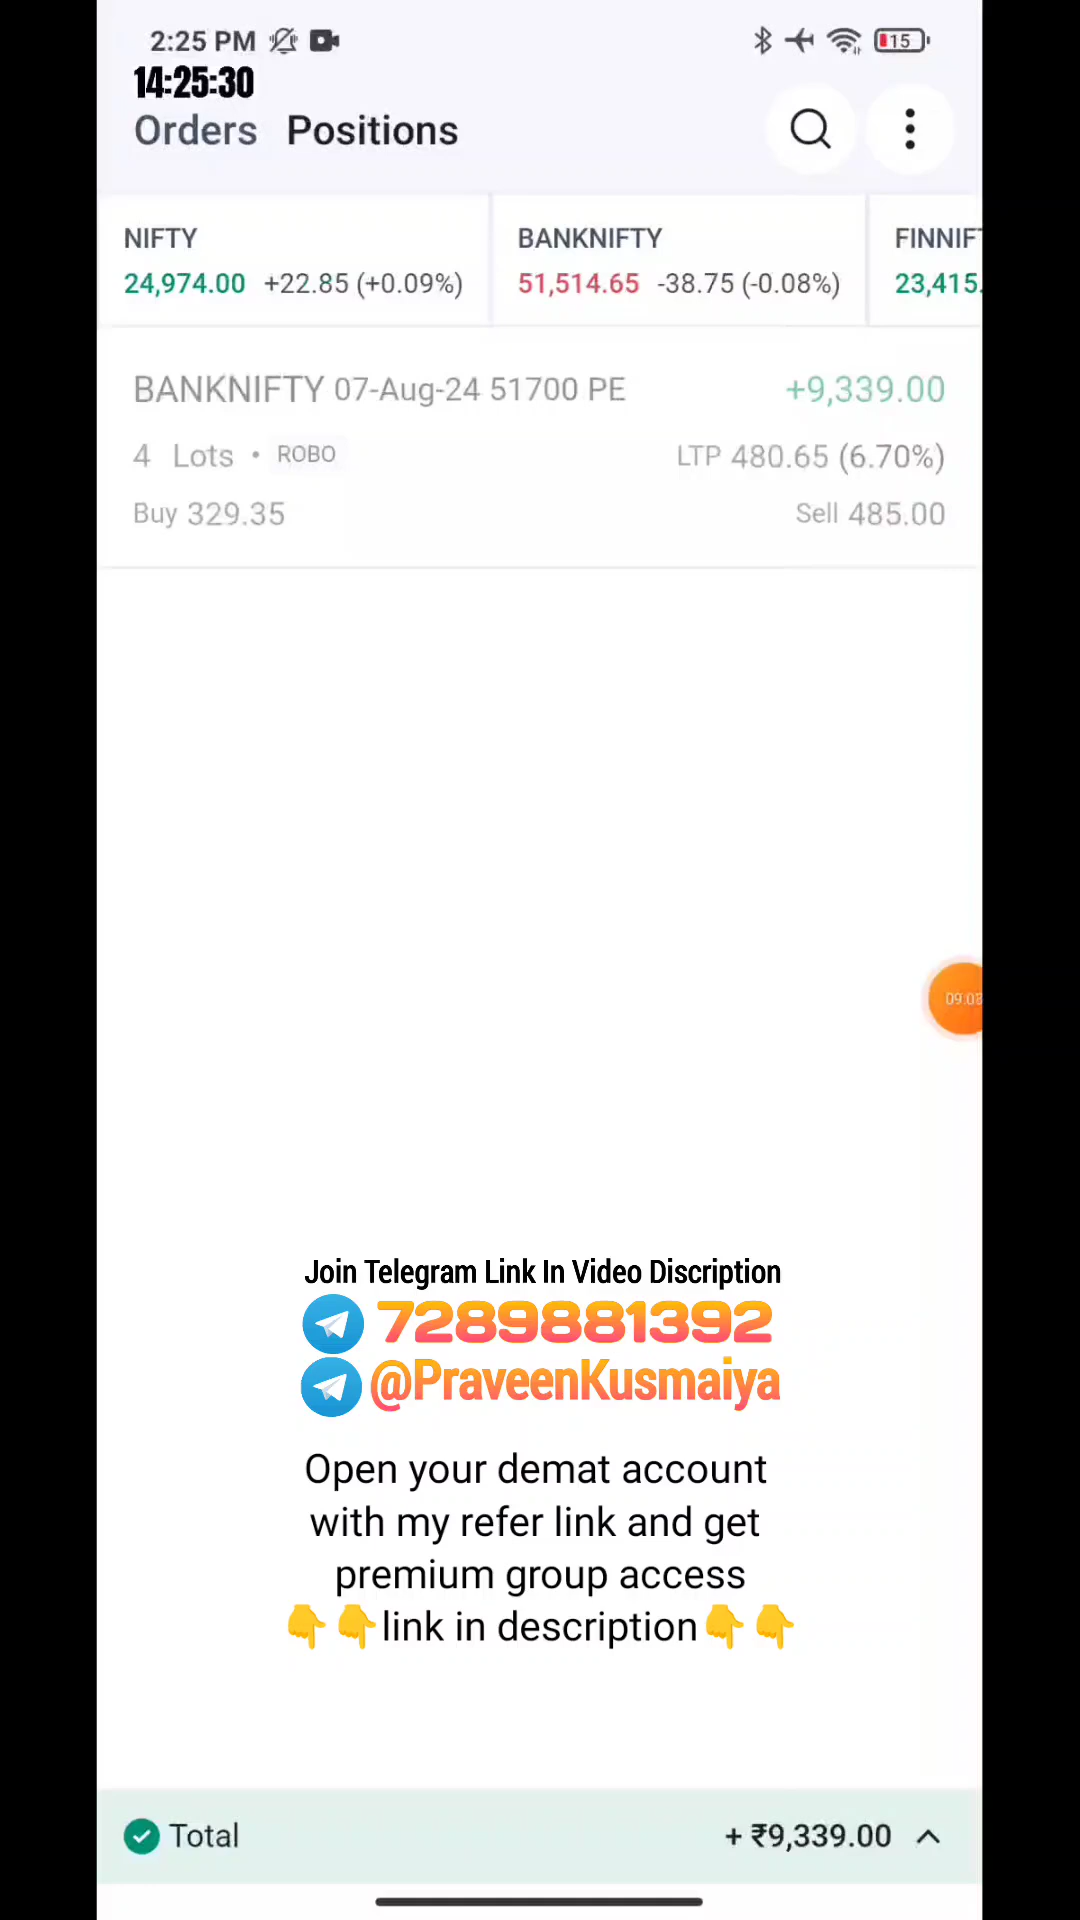 2:25 PM 15
14:25:30
Orders Positions
NIFTY BANKNIFTY FINNIF
24,974.00 +22.85 (+0.09%) 51,514.65 -38.75 (-0.08%) 23,415.
BANKNIFTY 07-Aug-24 51700 PE +9,339.00
4 Lots • ROBO LTP 480.65 (6.70%)
Buy 329.35 Sell 485.00
09:08
Join Telegram Link In Video Discription
7289881392
@PraveenKusmaiya
Open your demat account
with my refer link and get
premium group access
👇👇link in description👇👇
Total + ₹9,339.00